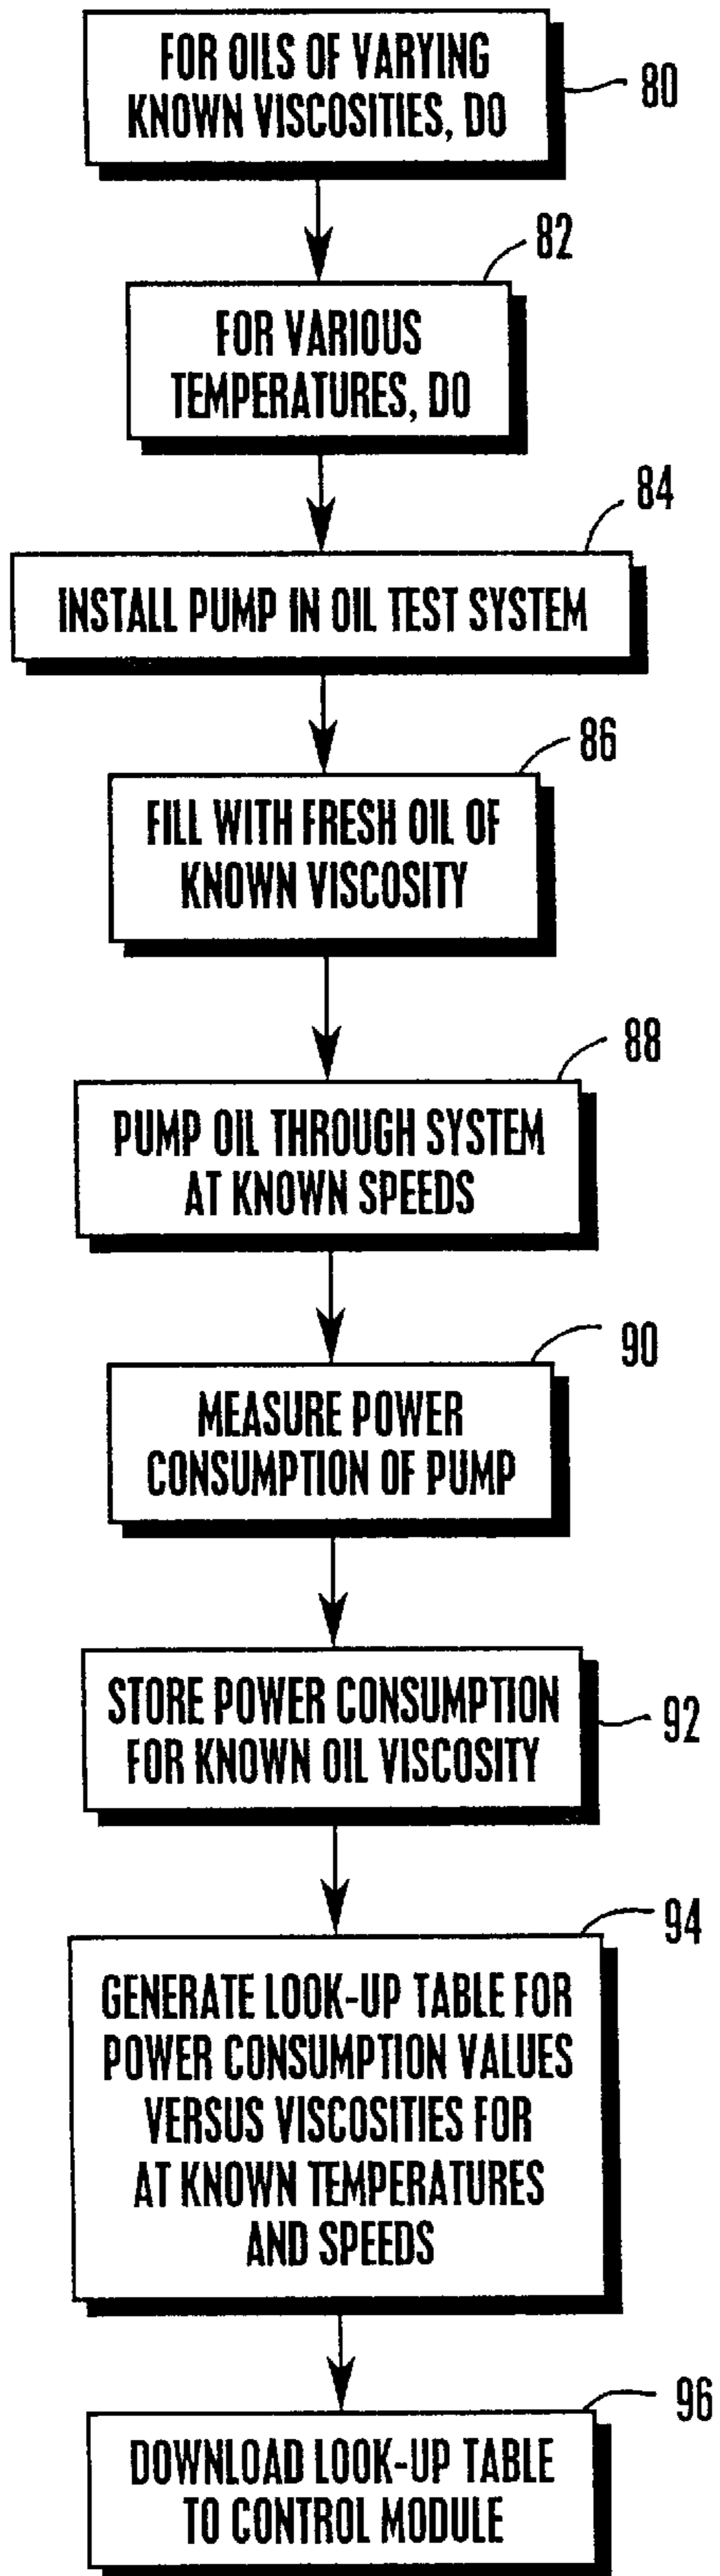 FOR OILS OF VARYING
KNOWN VISCOSITIES, DO
80
82
FOR VARIOUS
TEMPERATURES, DO
84
INSTALL PUMP IN OIL TEST SYSTEM
86
FILL WITH FRESH OIL OF
KNOWN VISCOSITY
88
PUMP OIL THROUGH SYSTEM
AT KNOWN SPEEDS
90
MEASURE POWER
CONSUMPTION OF PUMP
STORE POWER CONSUMPTION
FOR KNOWN OIL VISCOSITY
92
94
GENERATE LOOK-UP TABLE FOR
POWER CONSUMPTION VALUES
VERSUS VISCOSITIES FOR
AT KNOWN TEMPERATURES
AND SPEEDS
96
DOWNLOAD LOOK-UP TABLE
TO CONTROL MODULE